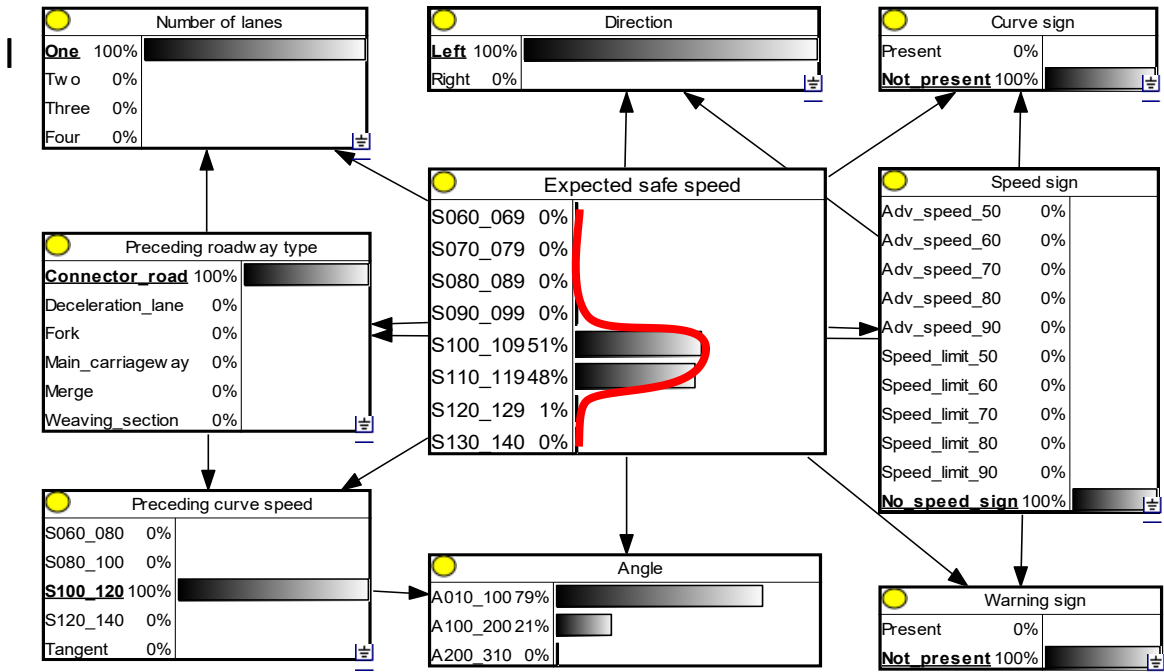 Number of lanes
One 100%
Two 0%
Three 0%
Four 0%
Direction
Left 100%
Right 0%
Curve sign
Present 0%
Not_present 100%
Preceding roadway type
Connector_road 100%
Deceleration_lane 0%
Fork 0%
Main_carriageway 0%
Merge 0%
Weaving_section 0%
Expected safe speed
S060_069 0%
S070_079 0%
S080_089 0%
S090_099 0%
S100_109 51%
S110_119 48%
S120_129 1%
S130_140 0%
Speed sign
Adv_speed_50 0%
Adv_speed_60 0%
Adv_speed_70 0%
Adv_speed_80 0%
Adv_speed_90 0%
Speed_limit_50 0%
Speed_limit_60 0%
Speed_limit_70 0%
Speed_limit_80 0%
Speed_limit_90 0%
No_speed_sign 100%
Preceding curve speed
S060_080 0%
S080_100 0%
S100_120 100%
S120_140 0%
Tangent 0%
Angle
A010_100 79%
A100_200 21%
A200_310 0%
Warning sign
Present 0%
Not_present 100%